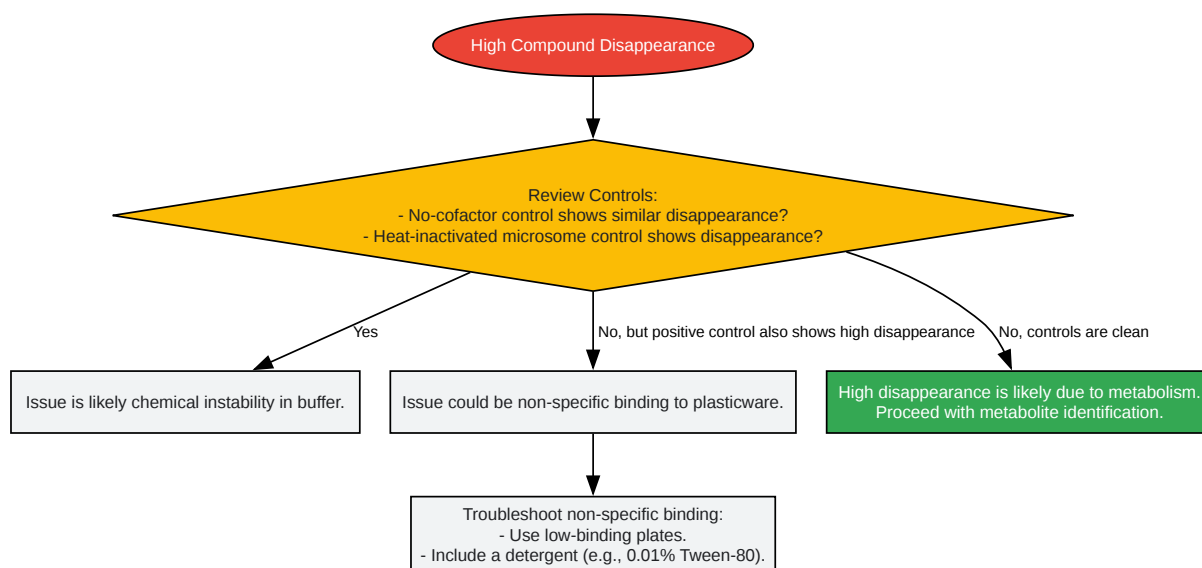 High Compound Disappearance
Review Controls:
- No-cofactor control shows similar disappearance?
- Heat-inactivated microsome control shows disappearance?
Yes
No, but positive control also shows high disappearance
No, controls are clean
Issue is likely chemical instability in buffer.
Issue could be non-specific binding to plasticware.
High disappearance is likely due to metabolism.
Proceed with metabolite identification.
Troubleshoot non-specific binding:
- Use low-binding plates.
- Include a detergent (e.g., 0.01% Tween-80).